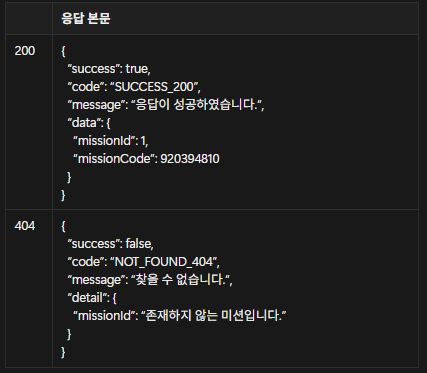 응답 본문
200
{
"success": true,
"code": “SUCCESS_200”,
"message": “응답이 성공하였습니다.”,
"data": {
"missionId": 1,
"missionCode": 920394810
}
}
404
{
"success": false,
"code": “NOT_FOUND_404”,
"message": “찾을 수 없습니다.”,
"detail": {
"missionId": “존재하지 않는 미션입니다.”
}
}